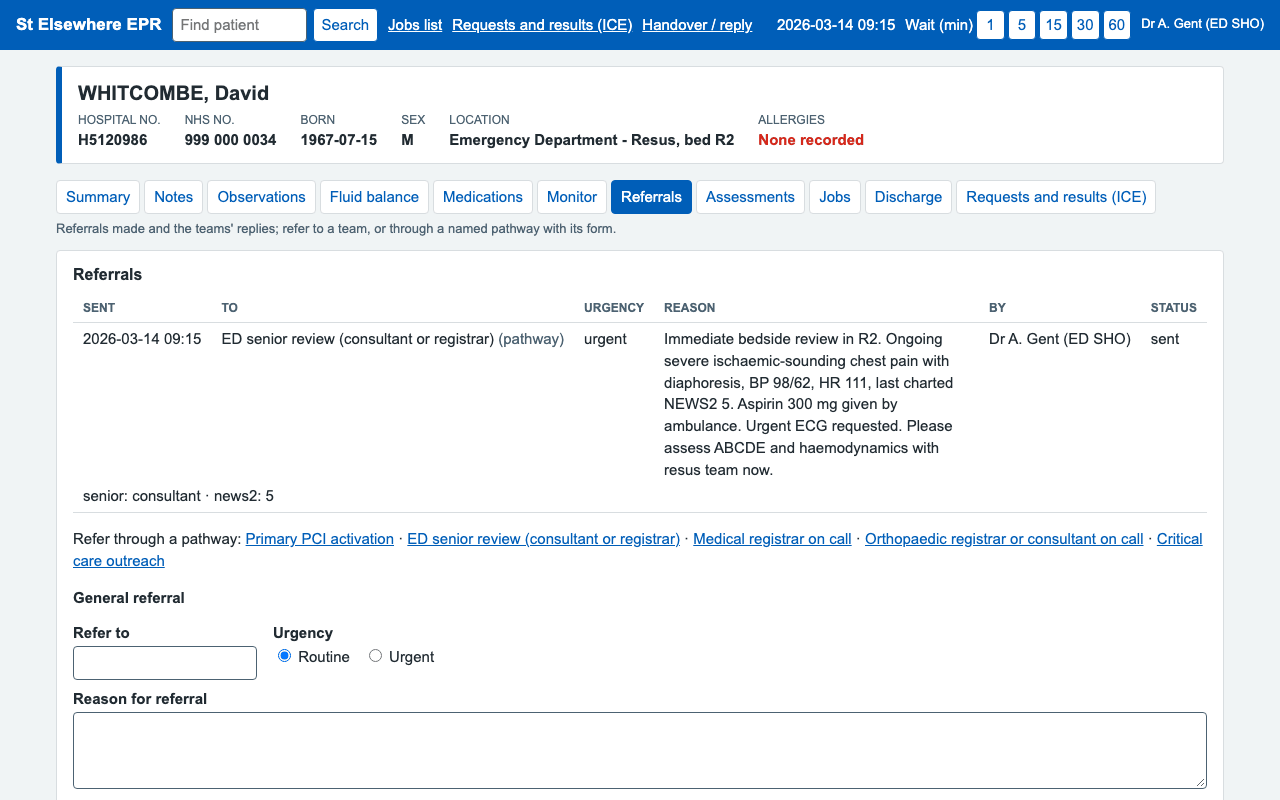 St Elsewhere EPR Find patient Search Jobs list Requests and results (ICE) Handover / reply 2026-03-14 09:15 Wait (min) 1 5 15 30 60 Dr A. Gent (ED SHO)
WHITCOMBE, David
HOSPITAL NO. NHS NO. BORN SEX LOCATION ALLERGIES
H5120986 999 000 0034 1967-07-15 M Emergency Department - Resus, bed R2 None recorded
Summary Notes Observations Fluid balance Medications Monitor Referrals Assessments Jobs Discharge Requests and results (ICE)
Referrals made and the teams' replies; refer to a team, or through a named pathway with its form.
Referrals
SENT TO URGENCY REASON BY STATUS
2026-03-14 09:15 ED senior review (consultant or registrar) (pathway) urgent Immediate bedside review in R2. Ongoing Dr A. Gent (ED SHO) sent
severe ischaemic-sounding chest pain with
diaphoresis, BP 98/62, HR 111, last charted
NEWS2 5. Aspirin 300 mg given by
ambulance. Urgent ECG requested. Please
assess ABCDE and haemodynamics with
resus team now.
senior: consultant · news2: 5
Refer through a pathway: Primary PCI activation · ED senior review (consultant or registrar) · Medical registrar on call · Orthopaedic registrar or consultant on call · Critical
care outreach
General referral
Refer to Urgency
Routine Urgent
Reason for referral